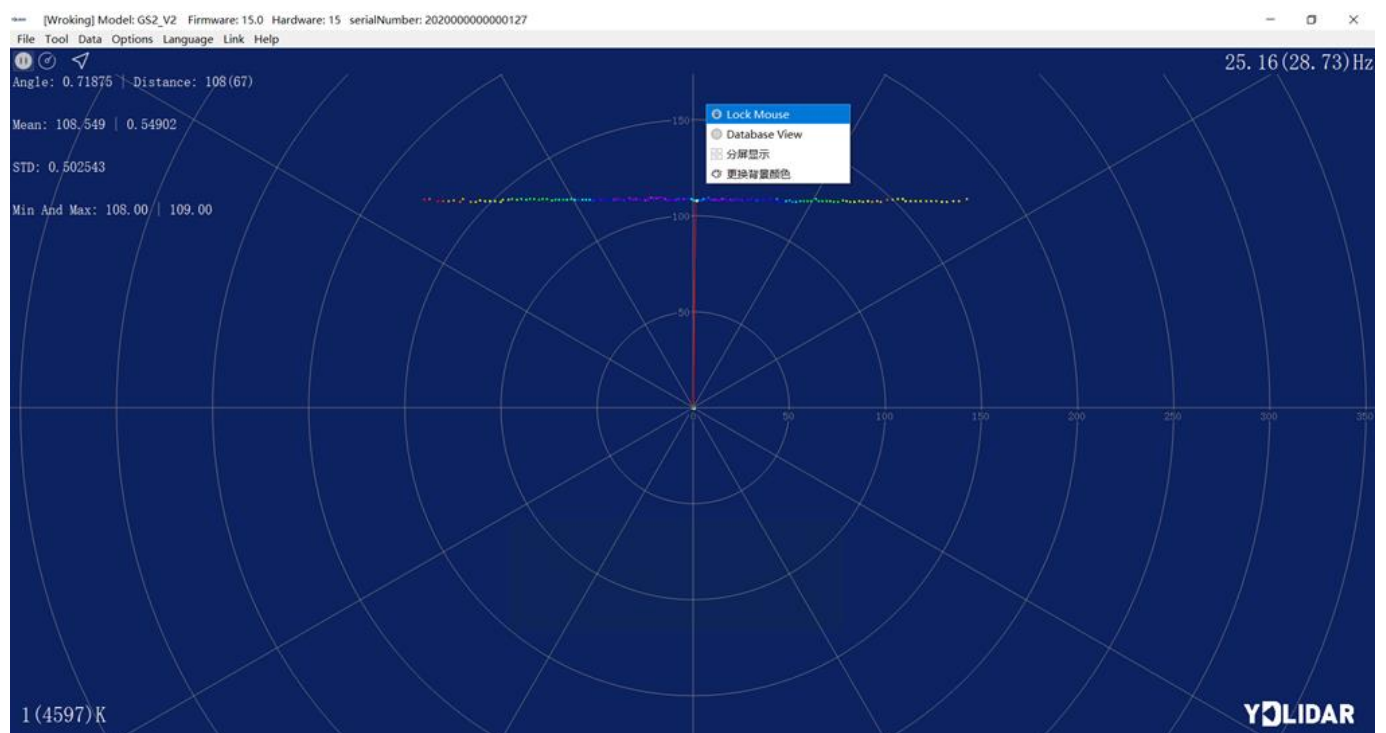 [Wroking] Model: GS2_V2 Firmware: 15.0 Hardware: 15 serialNumber: 2020000000000127
File Tool Data Options Language Link Help
25.16(28.73)Hz
Angle: 0.71875 | Distance: 108(67)
Mean: 108.549 | 0.54902
STD: 0.502543
Min And Max: 108.00 | 109.00
Lock Mouse
Database View
分屏显示
更换背景颜色
150
100
50
0 50 100 150 200 250 300 350
1(4597)K
YDLIDAR